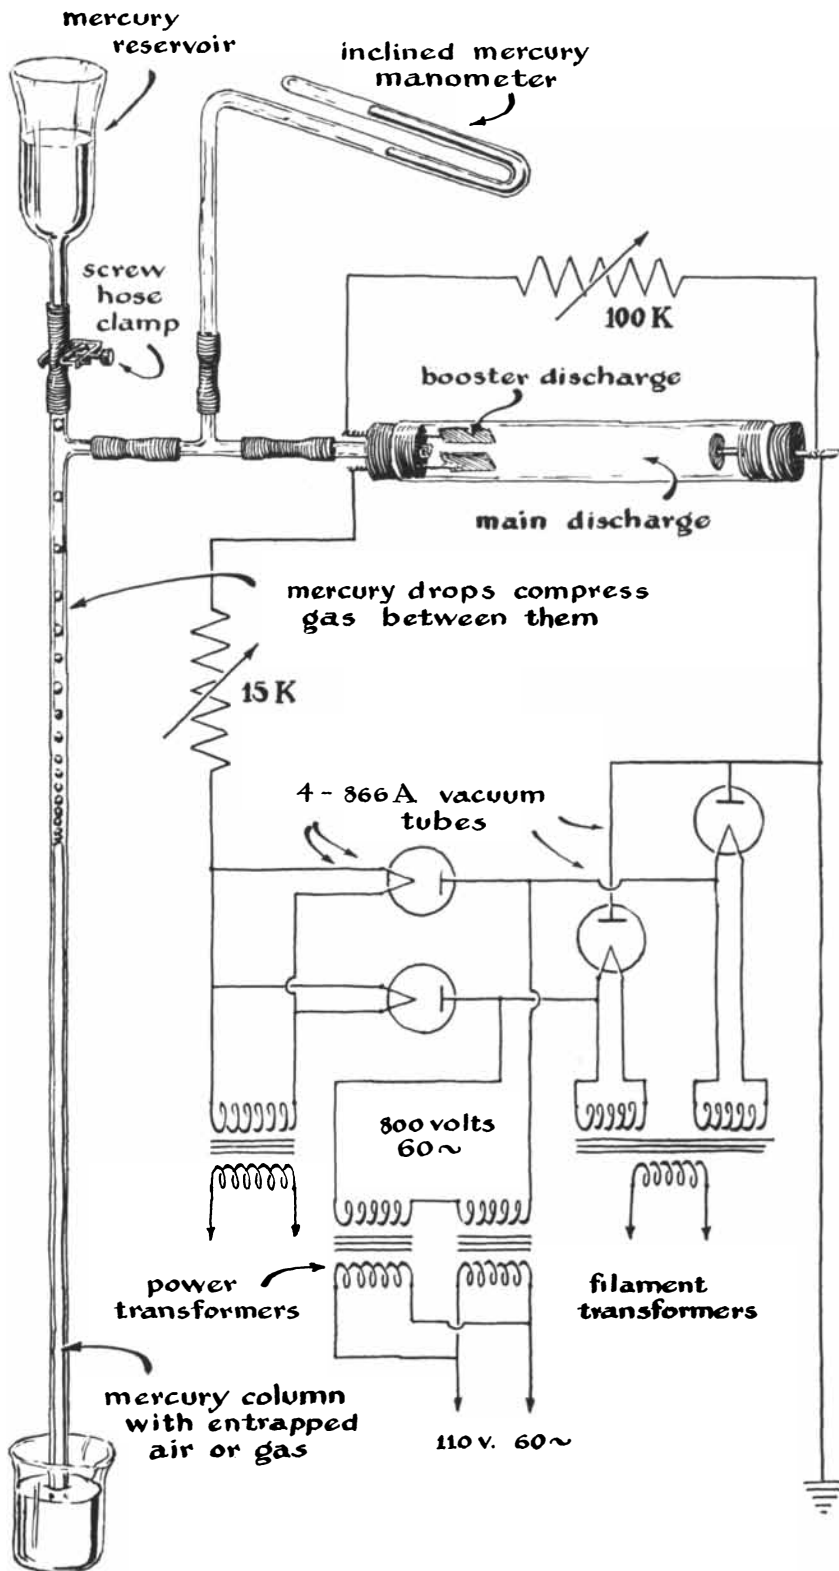 mercury
reservoir
inclined mercury
manometer
screw
hose
clamp
100 K
booster discharge
main discharge
mercury drops compress
gas between them
15 K
4 - 866 A vacuum
tubes
800 volts
60 ~
power
transformers
filament
transformers
mercury column
with entrapped
air or gas
110 v. 60 ~